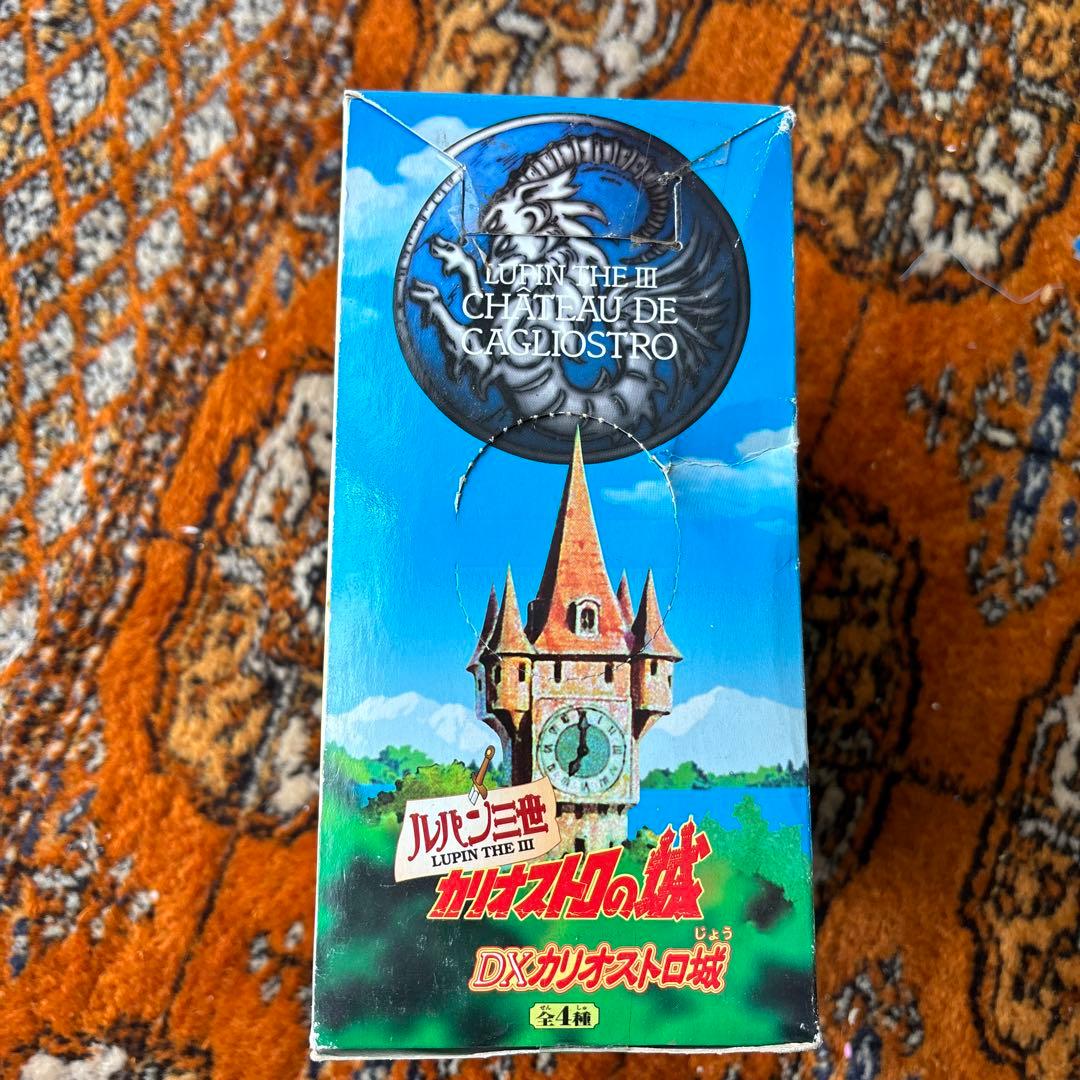 LUPIN THE III
CHÂTEAU DE
CAGLIOSTRO
ルパン三世
LUPIN THE III
カリオストロの城
じょう
DXカリオストロ城
ぜん しゅ
全4種